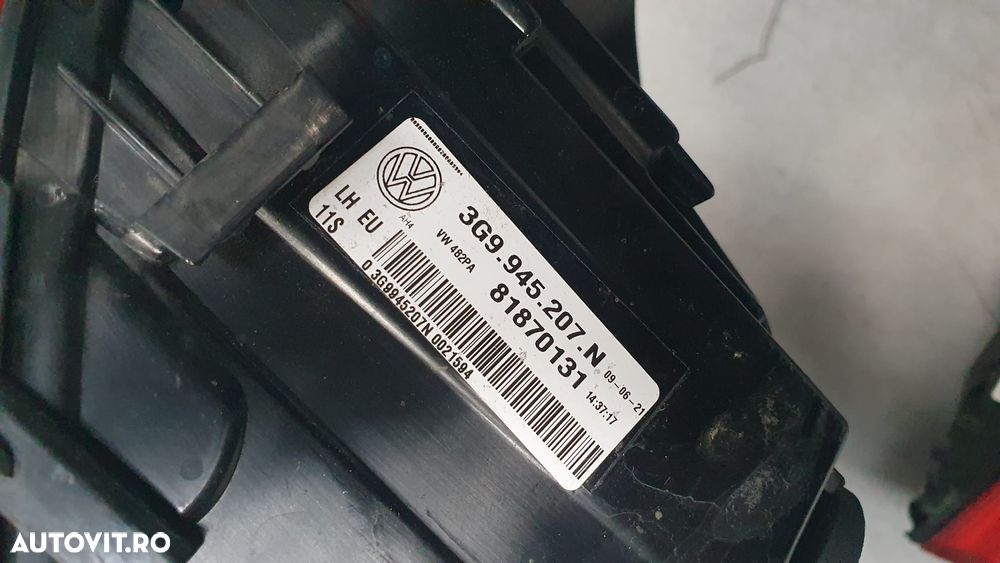 3G9.945.207.N 09-06-21
AH4 VW 482PA 81870131 14:37:17
LH EU
11S
0 3G9945207N 0021594
AUTOVIT.RO